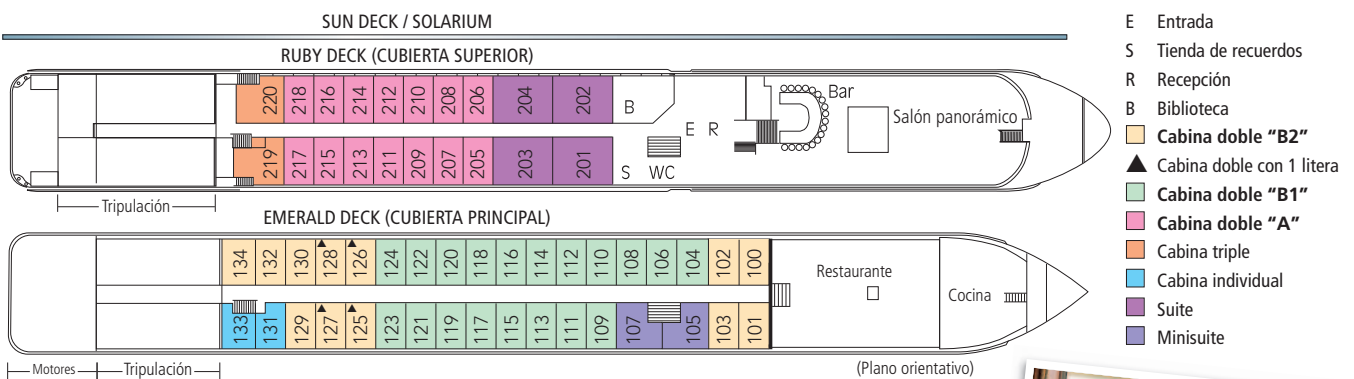 SUN DECK / SOLARIUM
RUBY DECK (CUBIERTA SUPERIOR)
220 218 216 214 212 210 208 206 204 202 B
E R
Bar
Salón panorámico
219 217 215 213 211 209 207 205 203 201 S WC
Tripulación
EMERALD DECK (CUBIERTA PRINCIPAL)
134 132 130 128 126 124 122 120 118 116 114 112 110 108 106 104 102 100
Restaurante
Cocina
133 131 129 127 125 123 121 119 117 115 113 111 109 107 105 103 101
Motores
Tripulación
(Plano orientativo)
E Entrada
S Tienda de recuerdos
R Recepción
B Biblioteca
Cabina doble “B2”
Cabina doble con 1 litera
Cabina doble “B1”
Cabina doble “A”
Cabina triple
Cabina individual
Suite
Minisuite